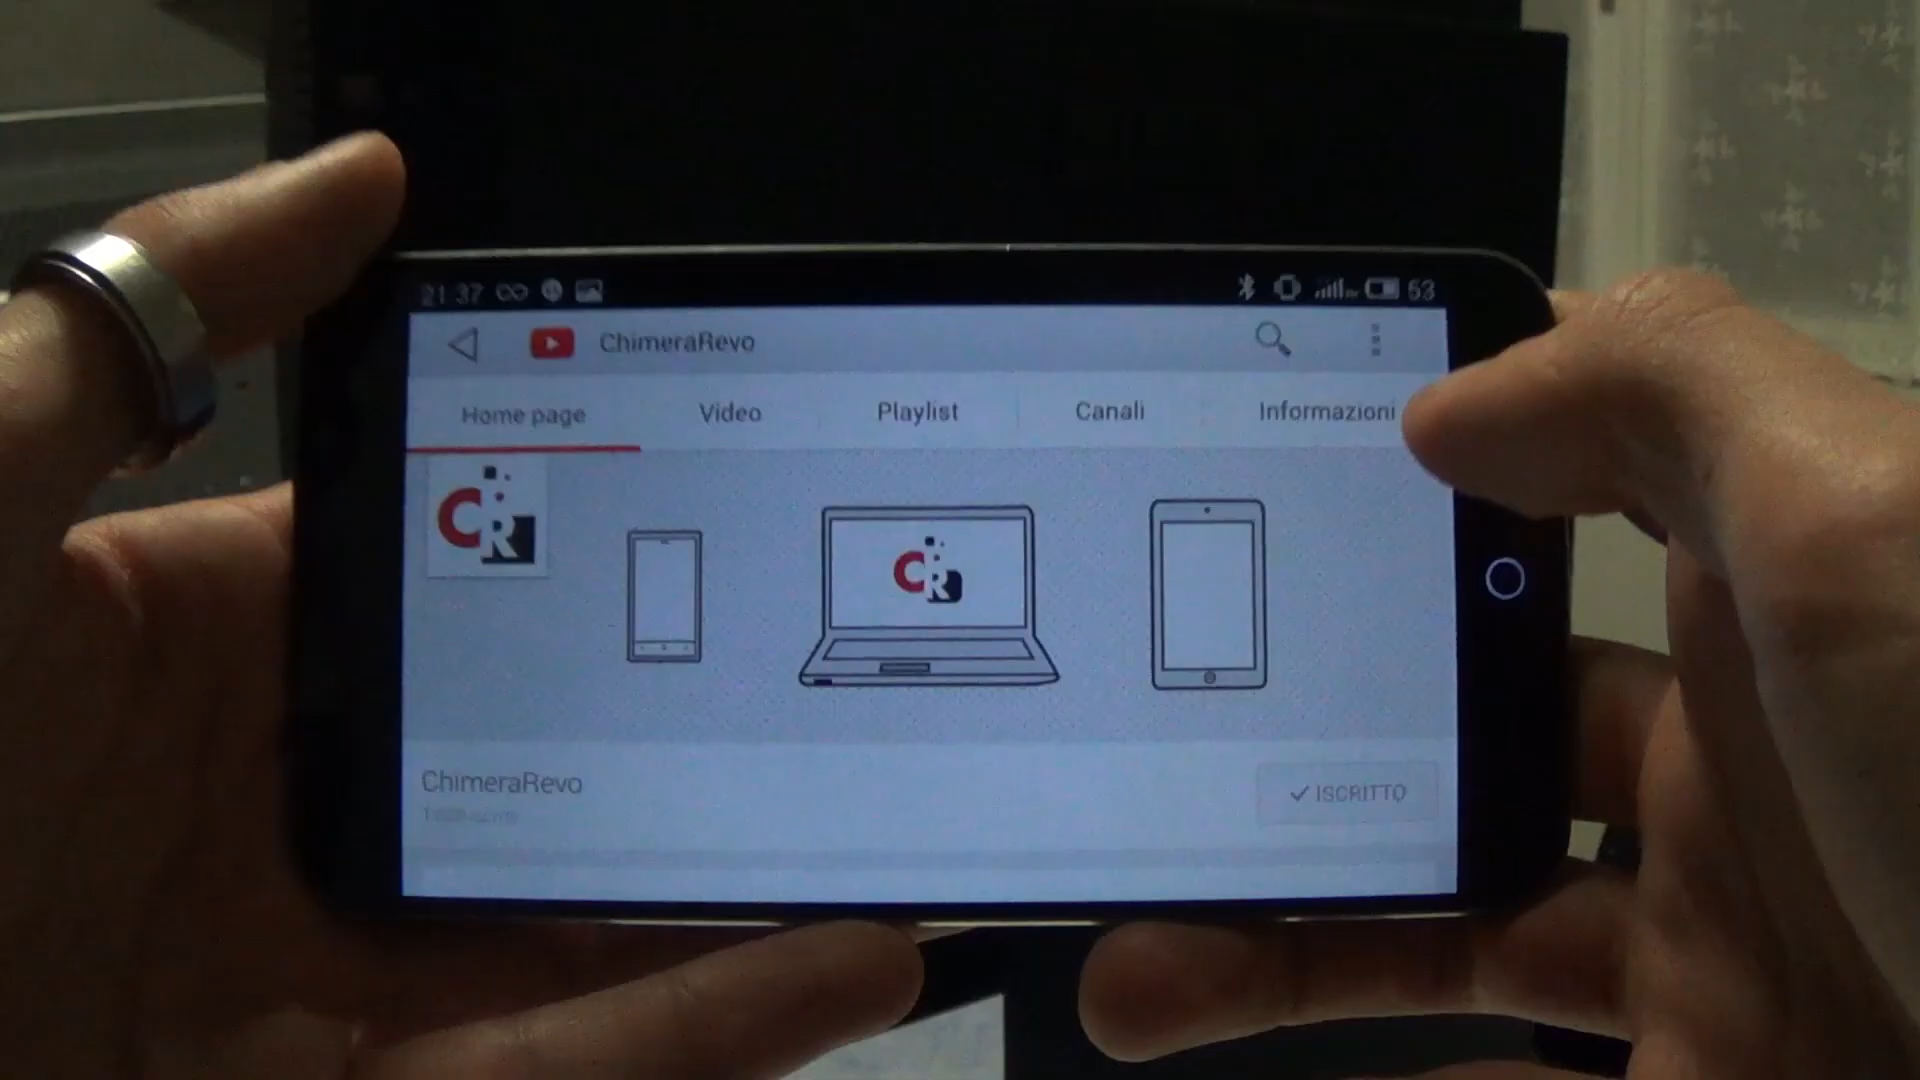 21:37
53
ChimeraRevo
Home page
Video
Playlist
Canali
Informazioni
CR
CR
ChimeraRevo
ISCRITTO